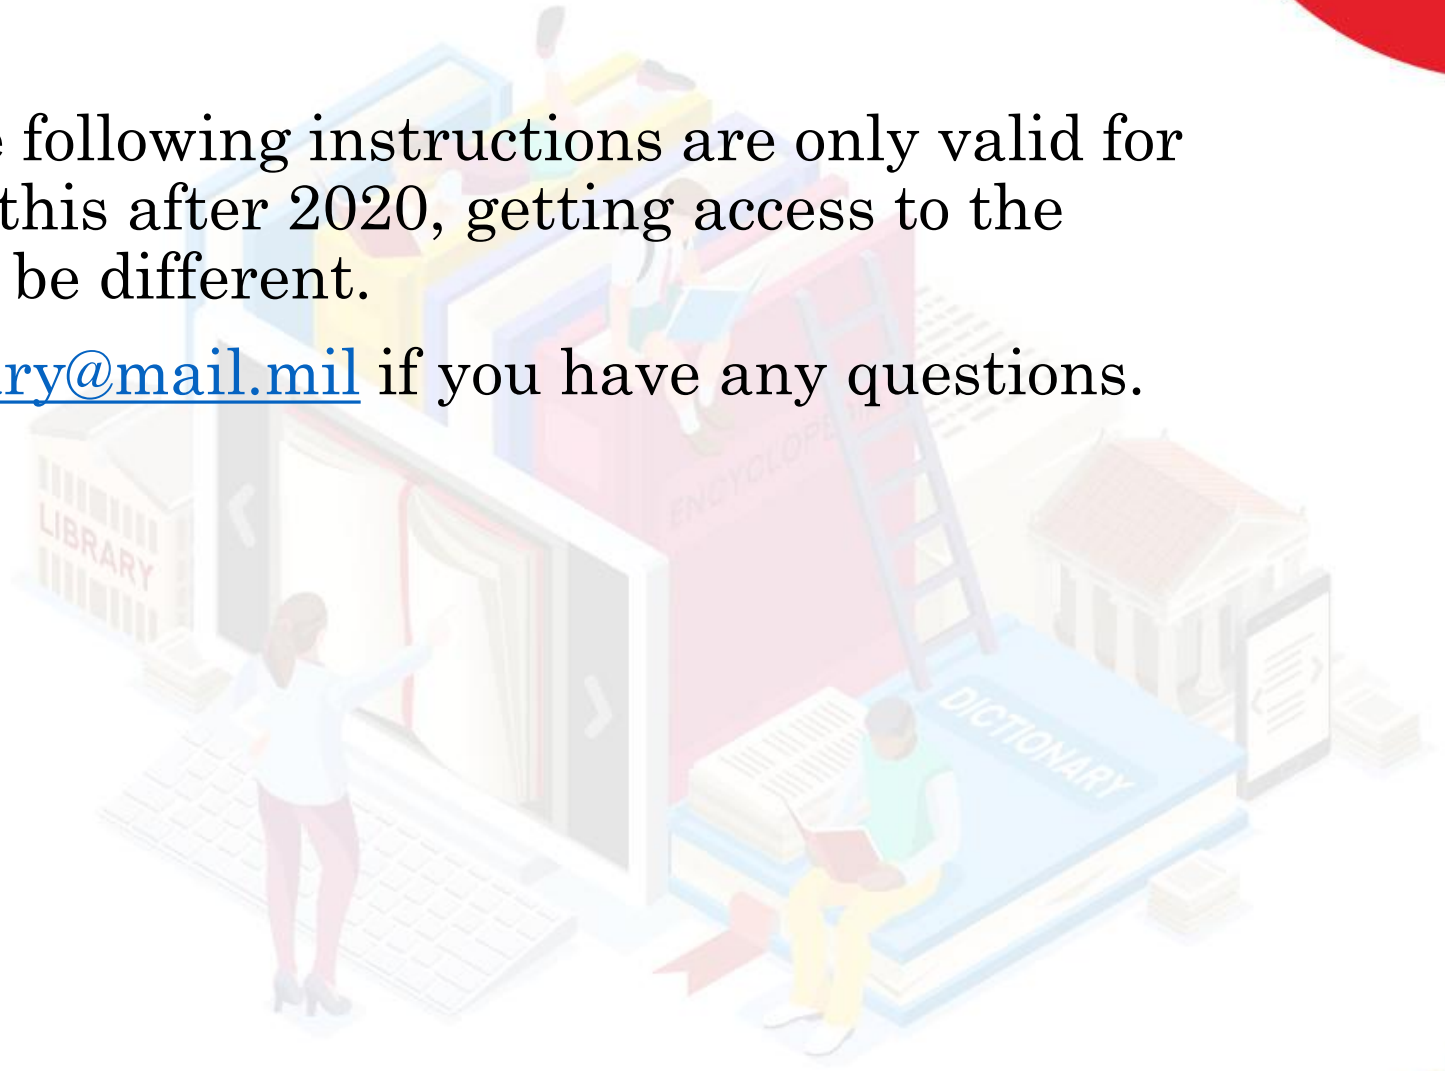 following instructions are only valid for
this after 2020, getting access to the
be different.
ry@mail.mil if you have any questions.
LIBRARY
ENCYCLOPEDIA
DICTIONARY